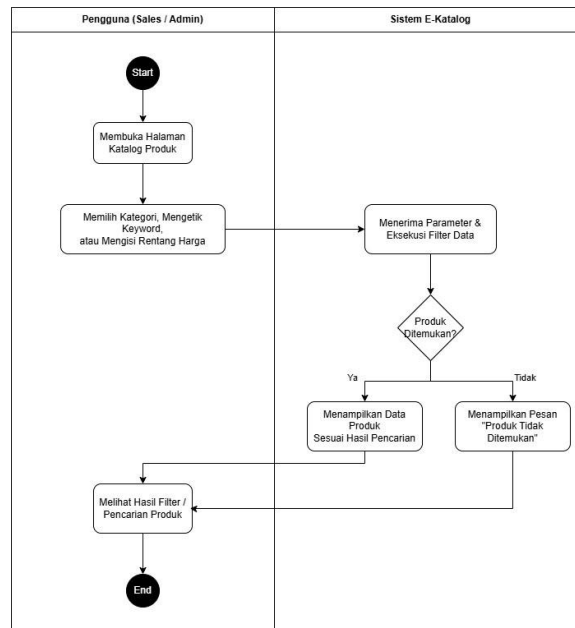 Pengguna (Sales / Admin)
Sistem E-Katalog
Start
Membuka Halaman
Katalog Produk
Memilih Kategori, Mengetik
Keyword,
atau Mengisi Rentang Harga
Menerima Parameter &
Eksekusi Filter Data
Produk
Ditemukan?
Ya
Tidak
Menampilkan Data
Produk
Sesuai Hasil Pencarian
Menampilkan Pesan
"Produk Tidak
Ditemukan"
Melihat Hasil Filter /
Pencarian Produk
End